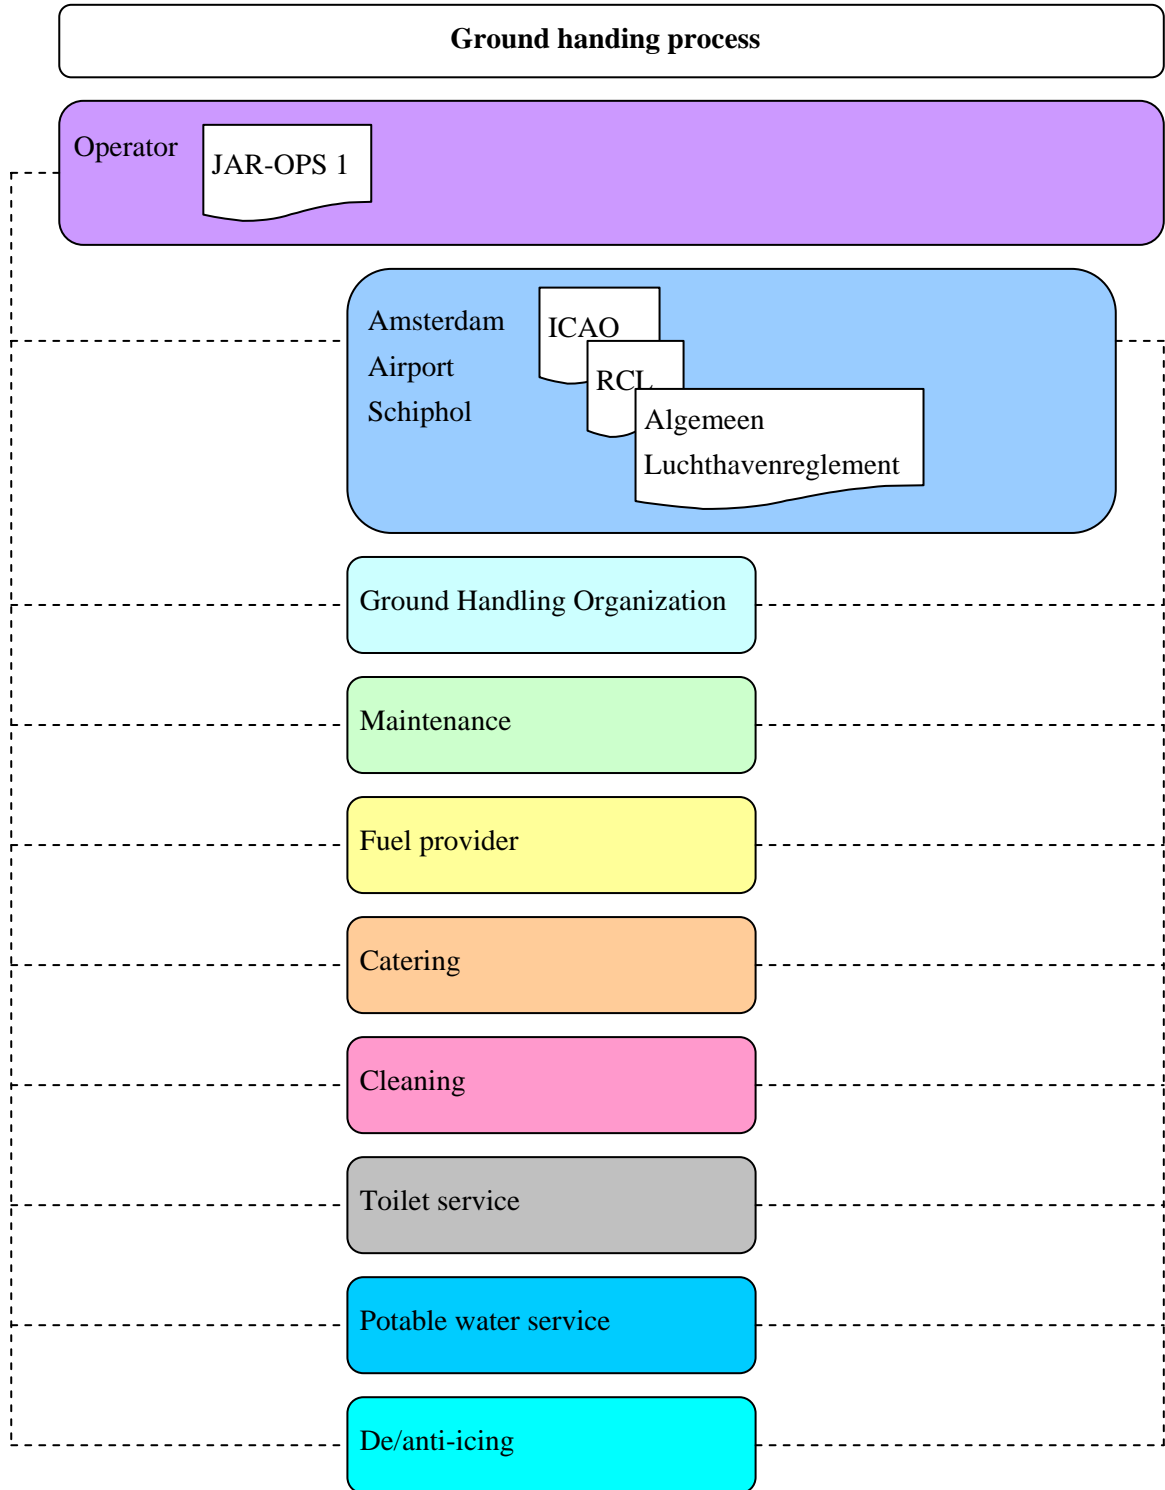 Ground handing process
Operator
JAR-OPS 1
Amsterdam
Airport
Schiphol
ICAO
RCL
Algemeen
Luchthavenreglement
Ground Handling Organization
Maintenance
Fuel provider
Catering
Cleaning
Toilet service
Potable water service
De/anti-icing